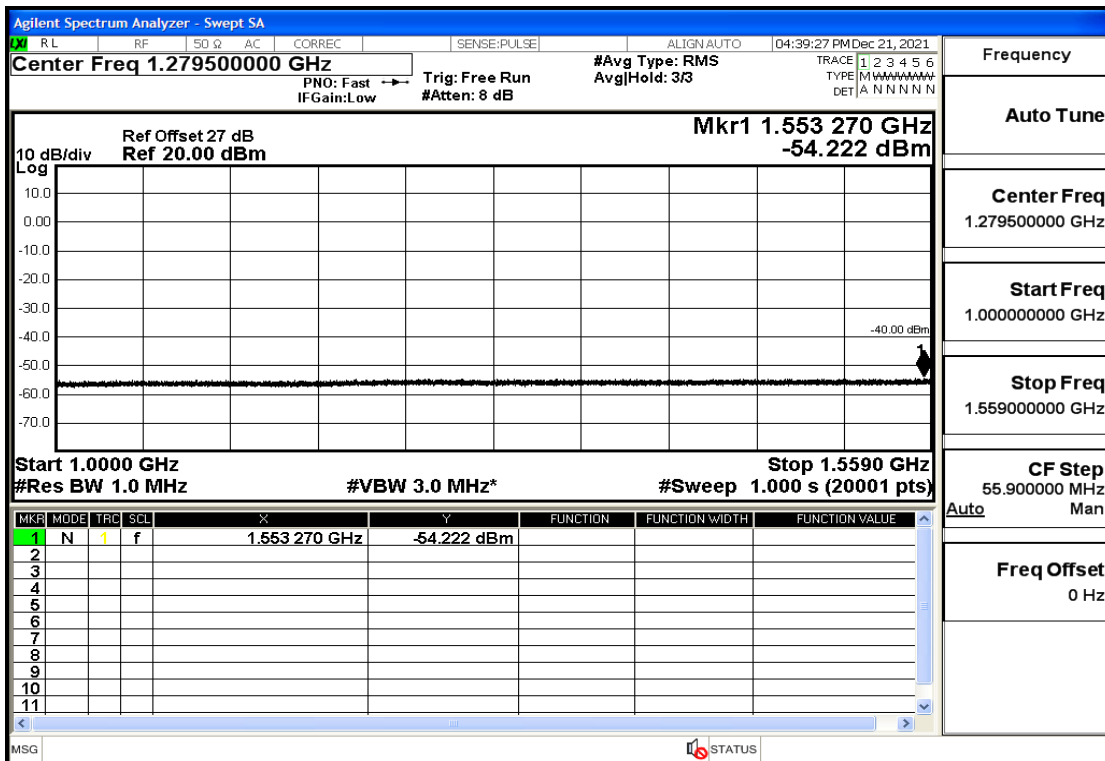 Agilent Spectrum Analyzer - Swept SA
LXI RL RF 50 Ω AC CORREC SENSE:PULSE ALIGN AUTO 04:39:27 PM Dec 21, 2021
Center Freq 1.279500000 GHz
PNO: Fast
IFGain:Low
Trig: Free Run
#Atten: 8 dB
#Avg Type: RMS
Avg|Hold: 3/3
TRACE 1 2 3 4 5 6
TYPE M WWWWW
DET A N N N N N
Ref Offset 27 dB
10 dB/div Ref 20.00 dBm
Log
Mkr1 1.553 270 GHz
-54.222 dBm
10.0
0.00
-10.0
-20.0
-30.0
-40.0
-50.0
-60.0
-70.0
-40.00 dBm
1
Start 1.0000 GHz Stop 1.5590 GHz
#Res BW 1.0 MHz #VBW 3.0 MHz* #Sweep 1.000 s (20001 pts)
MKR MODE TRC SCL X Y FUNCTION FUNCTION WIDTH FUNCTION VALUE
1 N 1 f 1.553 270 GHz -54.222 dBm
2
3
4
5
6
7
8
9
10
11
MSG STATUS
Frequency
Auto Tune
Center Freq
1.279500000 GHz
Start Freq
1.000000000 GHz
Stop Freq
1.559000000 GHz
CF Step
55.900000 MHz
Auto Man
Freq Offset
0 Hz